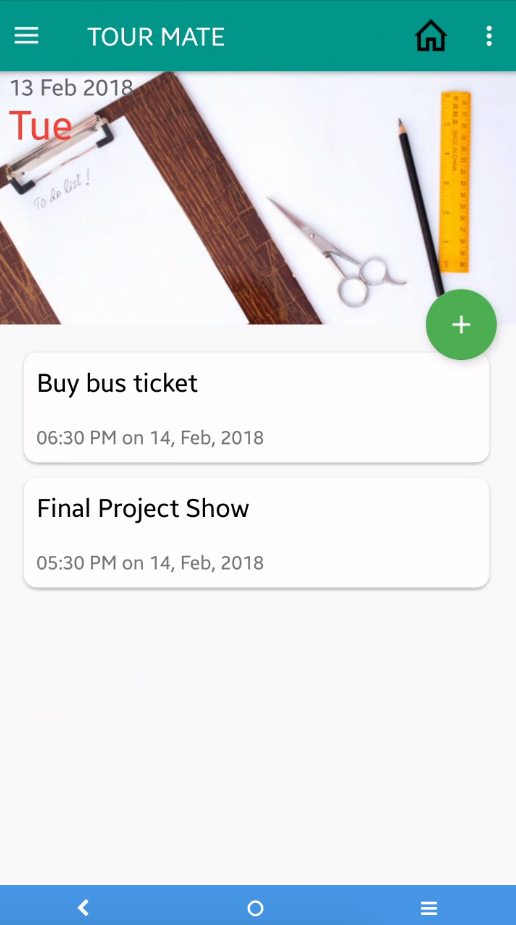 TOUR MATE
13 Feb 2018
Tue
To do list!
Buy bus ticket
06:30 PM on 14, Feb, 2018
Final Project Show
05:30 PM on 14, Feb, 2018